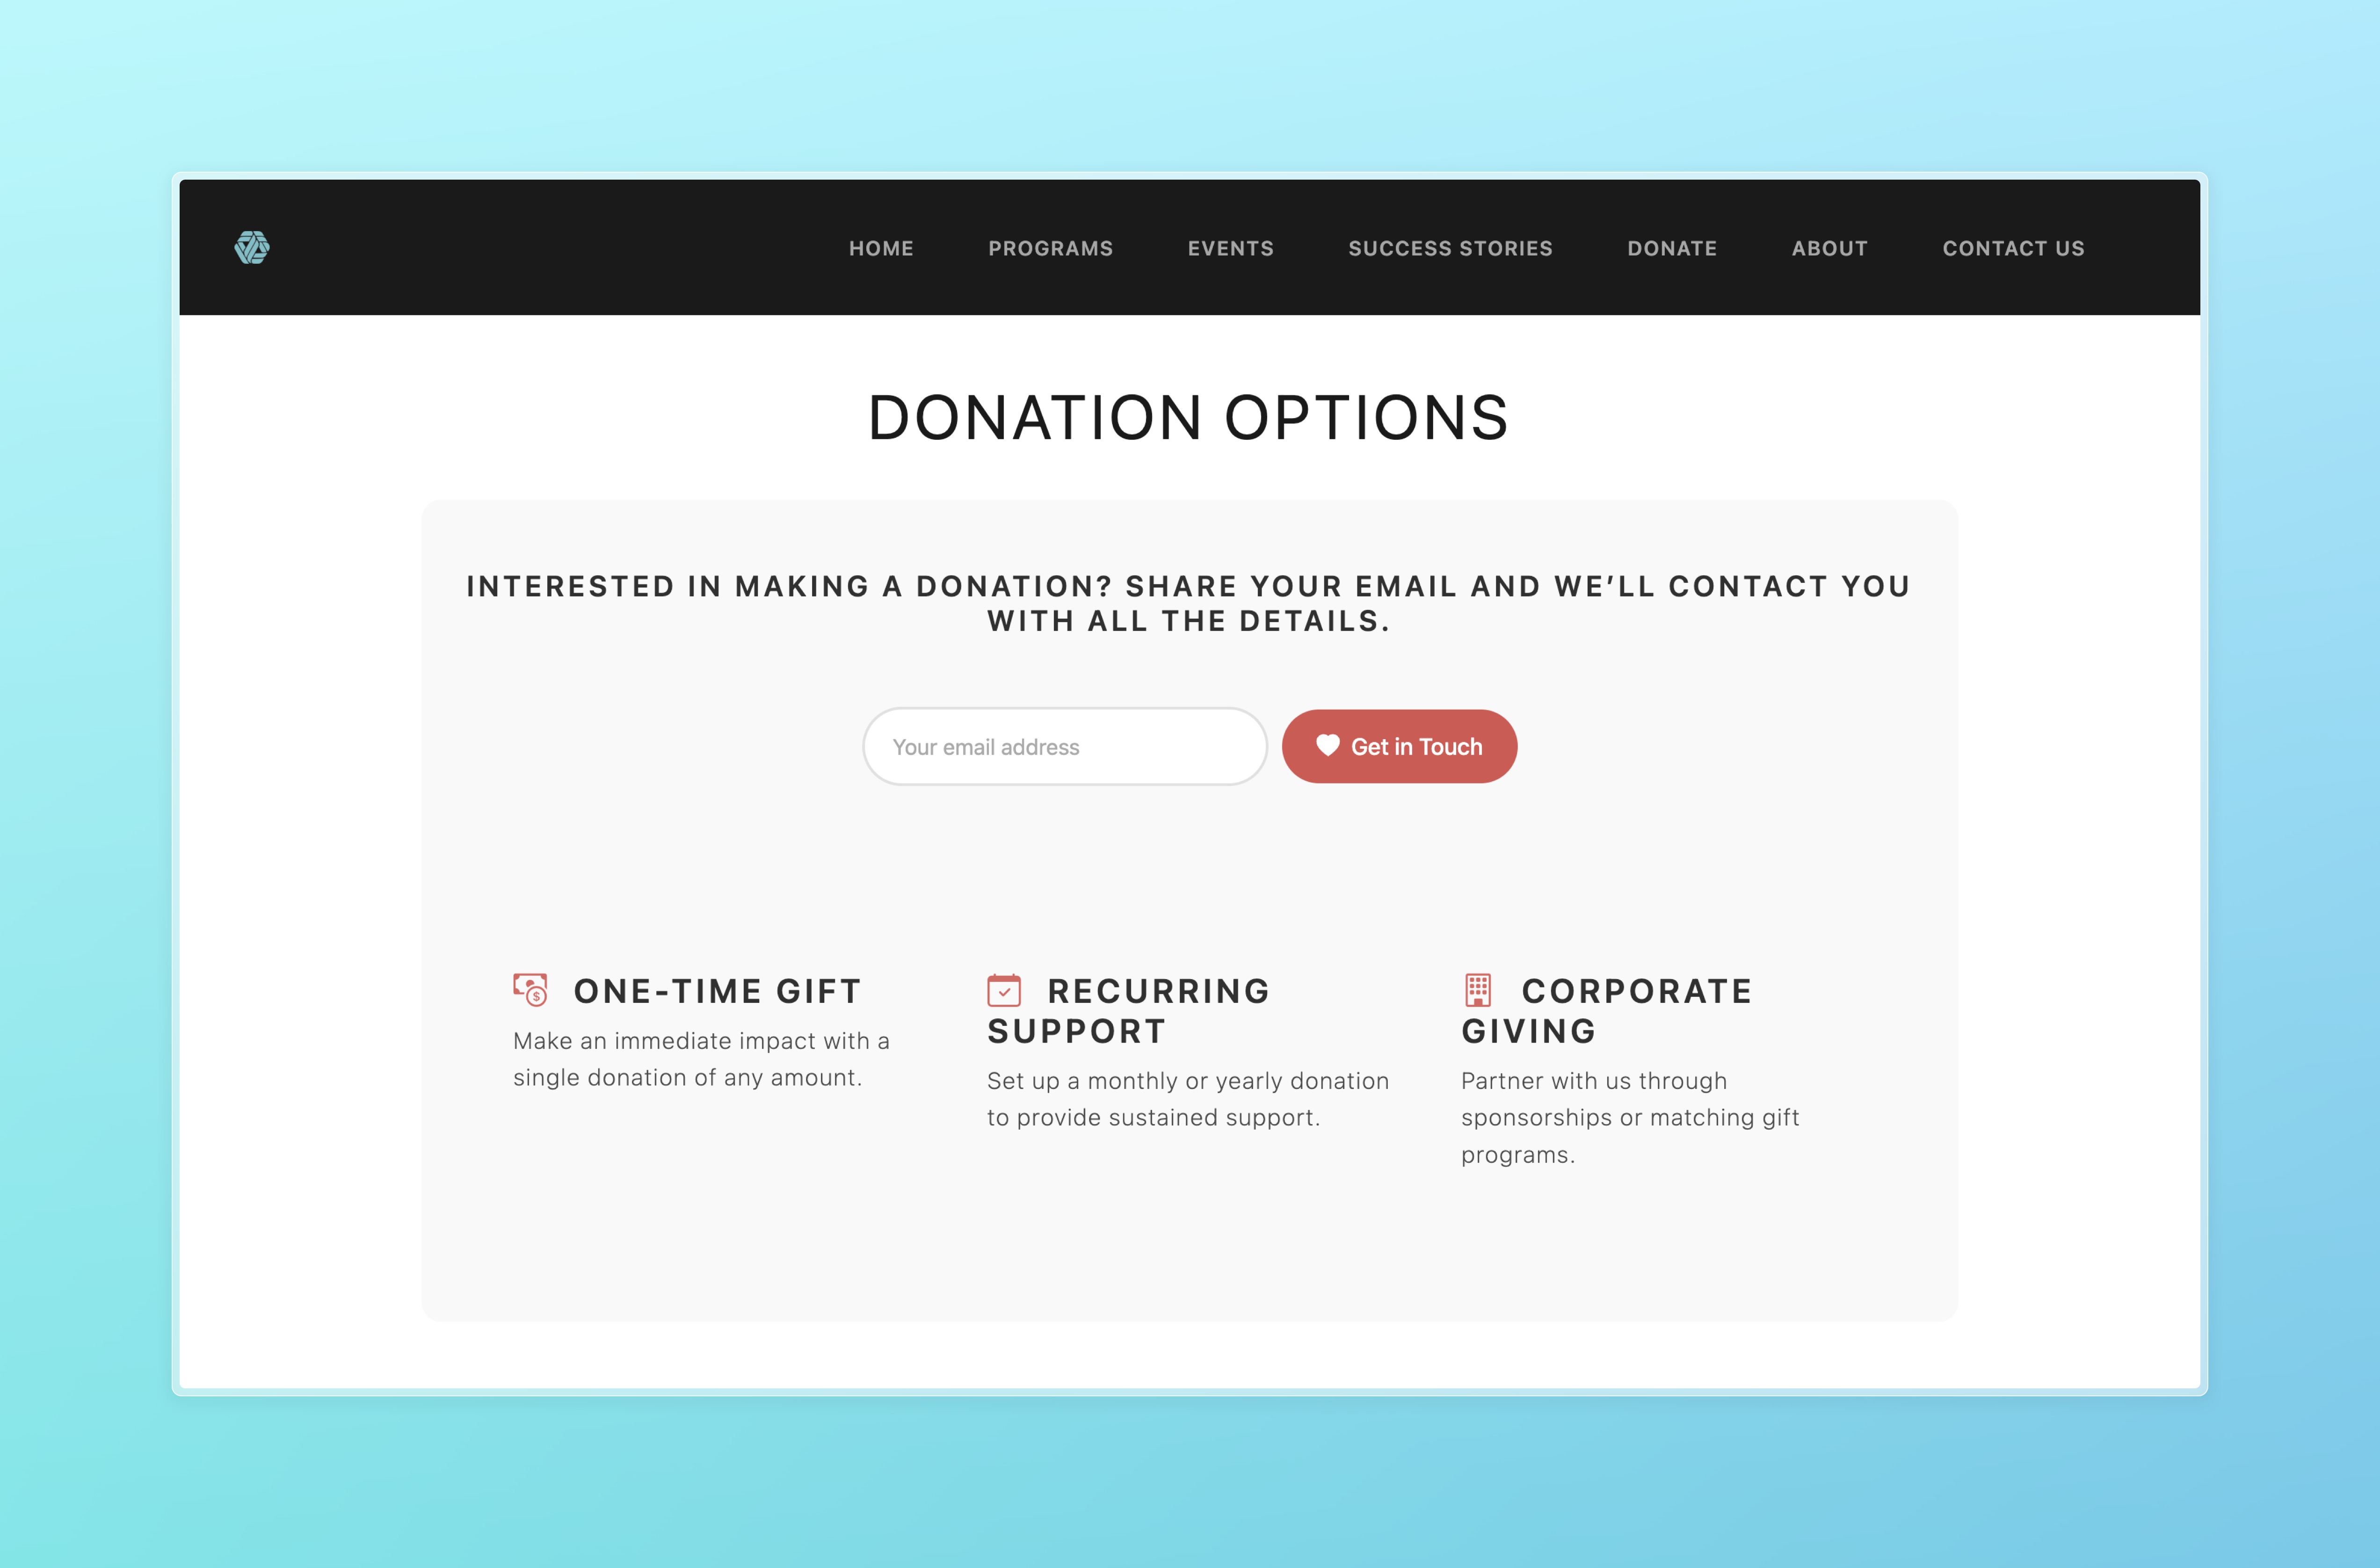 HOME PROGRAMS EVENTS SUCCESS STORIES DONATE ABOUT CONTACT US
DONATION OPTIONS
INTERESTED IN MAKING A DONATION? SHARE YOUR EMAIL AND WE’LL CONTACT YOU
WITH ALL THE DETAILS.
Your email address
Get in Touch
ONE-TIME GIFT
Make an immediate impact with a
single donation of any amount.
RECURRING
SUPPORT
Set up a monthly or yearly donation
to provide sustained support.
CORPORATE
GIVING
Partner with us through
sponsorships or matching gift
programs.